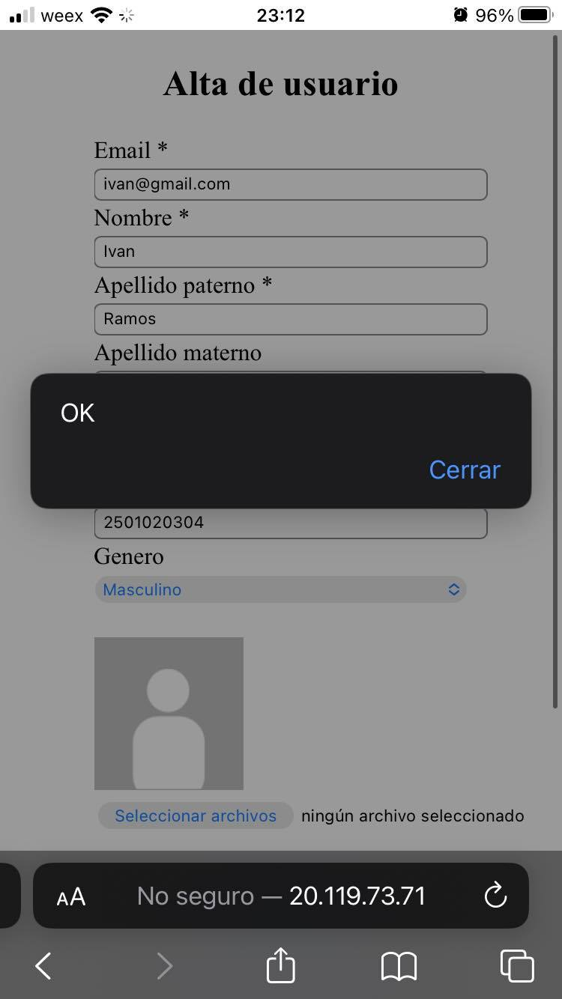 weex 23:12 96%
Alta de usuario
Email *
ivan@gmail.com
Nombre *
Ivan
Apellido paterno *
Ramos
Apellido materno
OK
Cerrar
2501020304
Genero
Masculino
Seleccionar archivos ningún archivo seleccionado
AA No seguro — 20.119.73.71